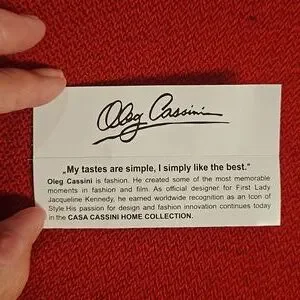 Oleg Cassini
„My tastes are simple, I simply like the best.”
Oleg Cassini is fashion. He created some of the most memorable
moments in fashion and film. As official designer for First Lady
Jacqueline Kennedy, he earned worldwide recognition as an Icon of
Style His passion for design and fashion innovation continues today
in the CASA CASSINI HOME COLLECTION.